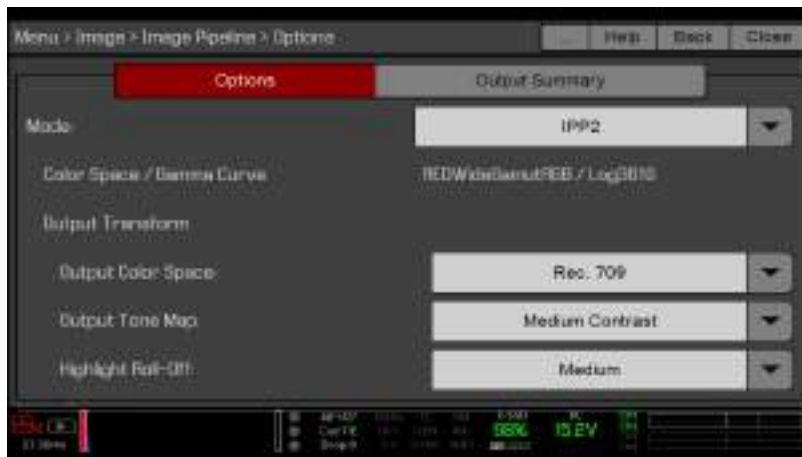 Menu > Image > Image Pipeline > Options
... Help Back Close
Options Output Summary
Mode: IPP2
Color Space / Gamma Curve REDWideGamutRGB / Log3G10
Output Transform
Output Color Space: Rec. 709
Output Tone Map: Medium Contrast
Highlight Roll-Off: Medium
98% 15.2V